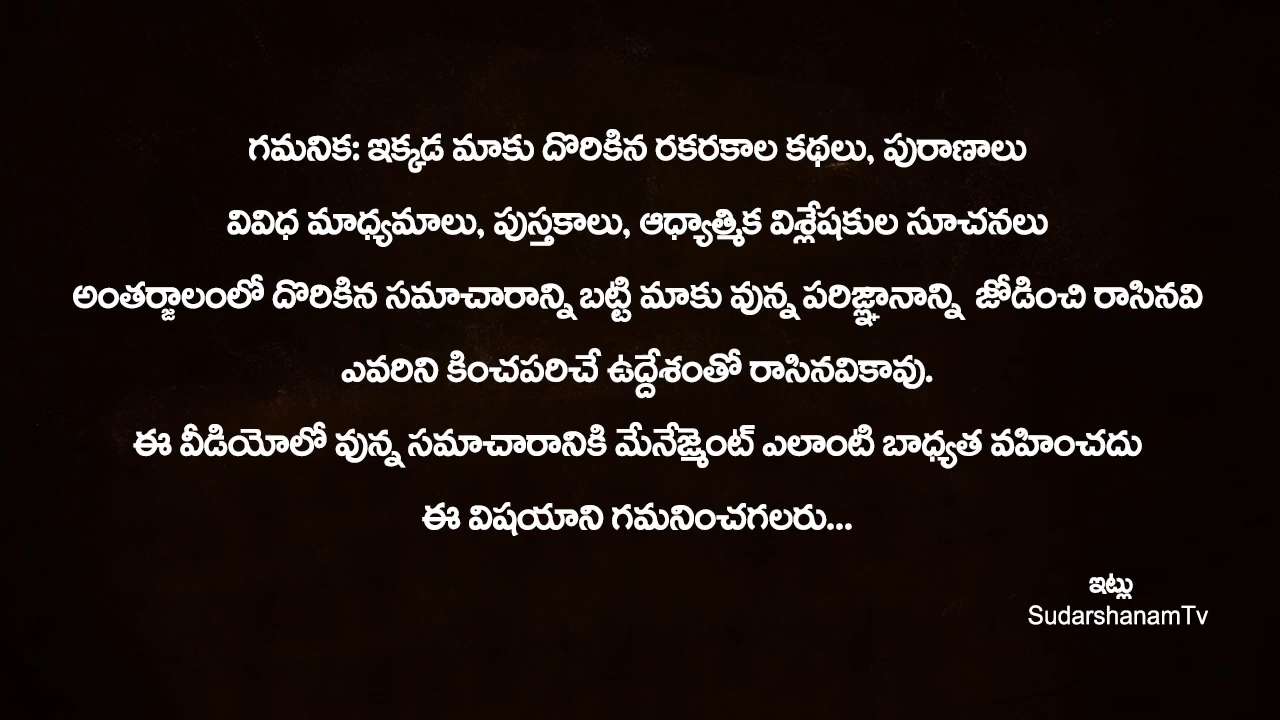 గమనిక: ఇక్కడ మాకు దొరికిన రకరకాల కథలు, పురాణాలు
వివిధ మాధ్యమాలు, పుస్తకాలు, ఆధ్యాత్మిక విశ్లేషకుల సూచనలు
అంతర్జాలంలో దొరికిన సమాచారాన్ని బట్టి మాకు వున్న పరిజ్ఞానాన్ని జోడించి రాసినవి
ఎవరిని కించపరిచే ఉద్దేశంతో రాసినవికావు.
ఈ వీడియోలో వున్న సమాచారానికి మేనేజ్మెంట్ ఎలాంటి బాధ్యత వహించదు
ఈ విషయాని గమనించగలరు...
ఇట్లు
SudarshanamTv